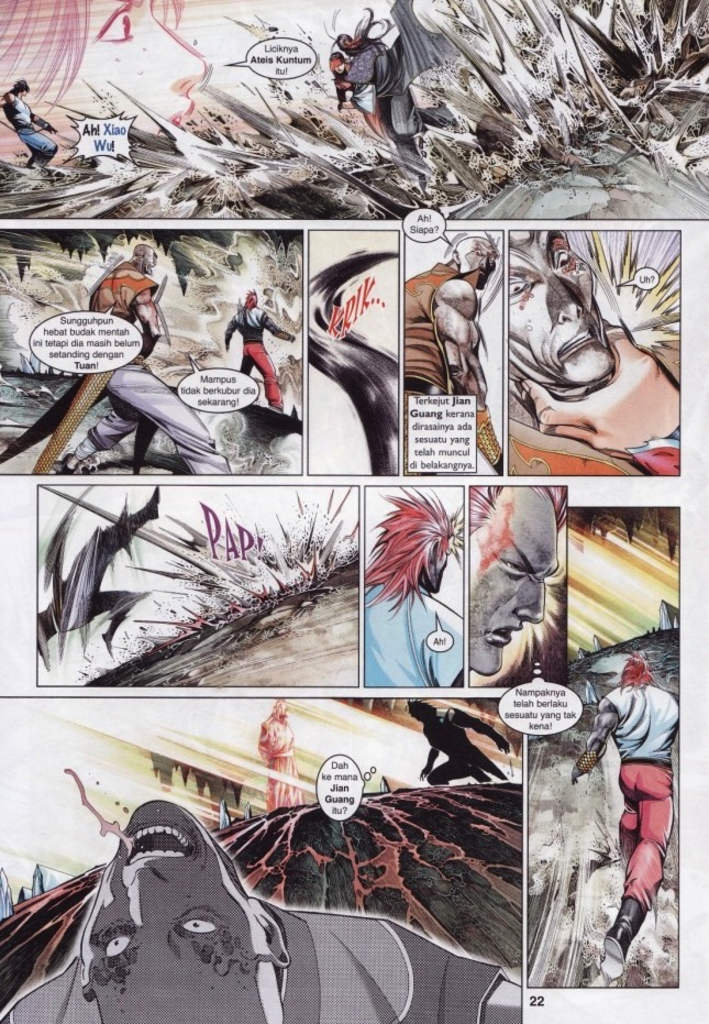 Liciknya
Ateis Kuntum
itu!
Ah! Xiao
Wu!
Sungguhpun
hebat budak mentah
ini tetapi dia masih belum
setanding dengan
Tuan!
Mampus
tidak berkubur dia
sekarang!
KRIK...
Ah!
Siapa?
Terkejut Jian
Guang kerana
dirasainya ada
sesuatu yang
telah muncul
di belakangnya.
Uh?
PAP!
Ah!
Nampaknya
telah berlaku
sesuatu yang tak
kena!
Dah
ke mana
Jian
Guang
itu?
22